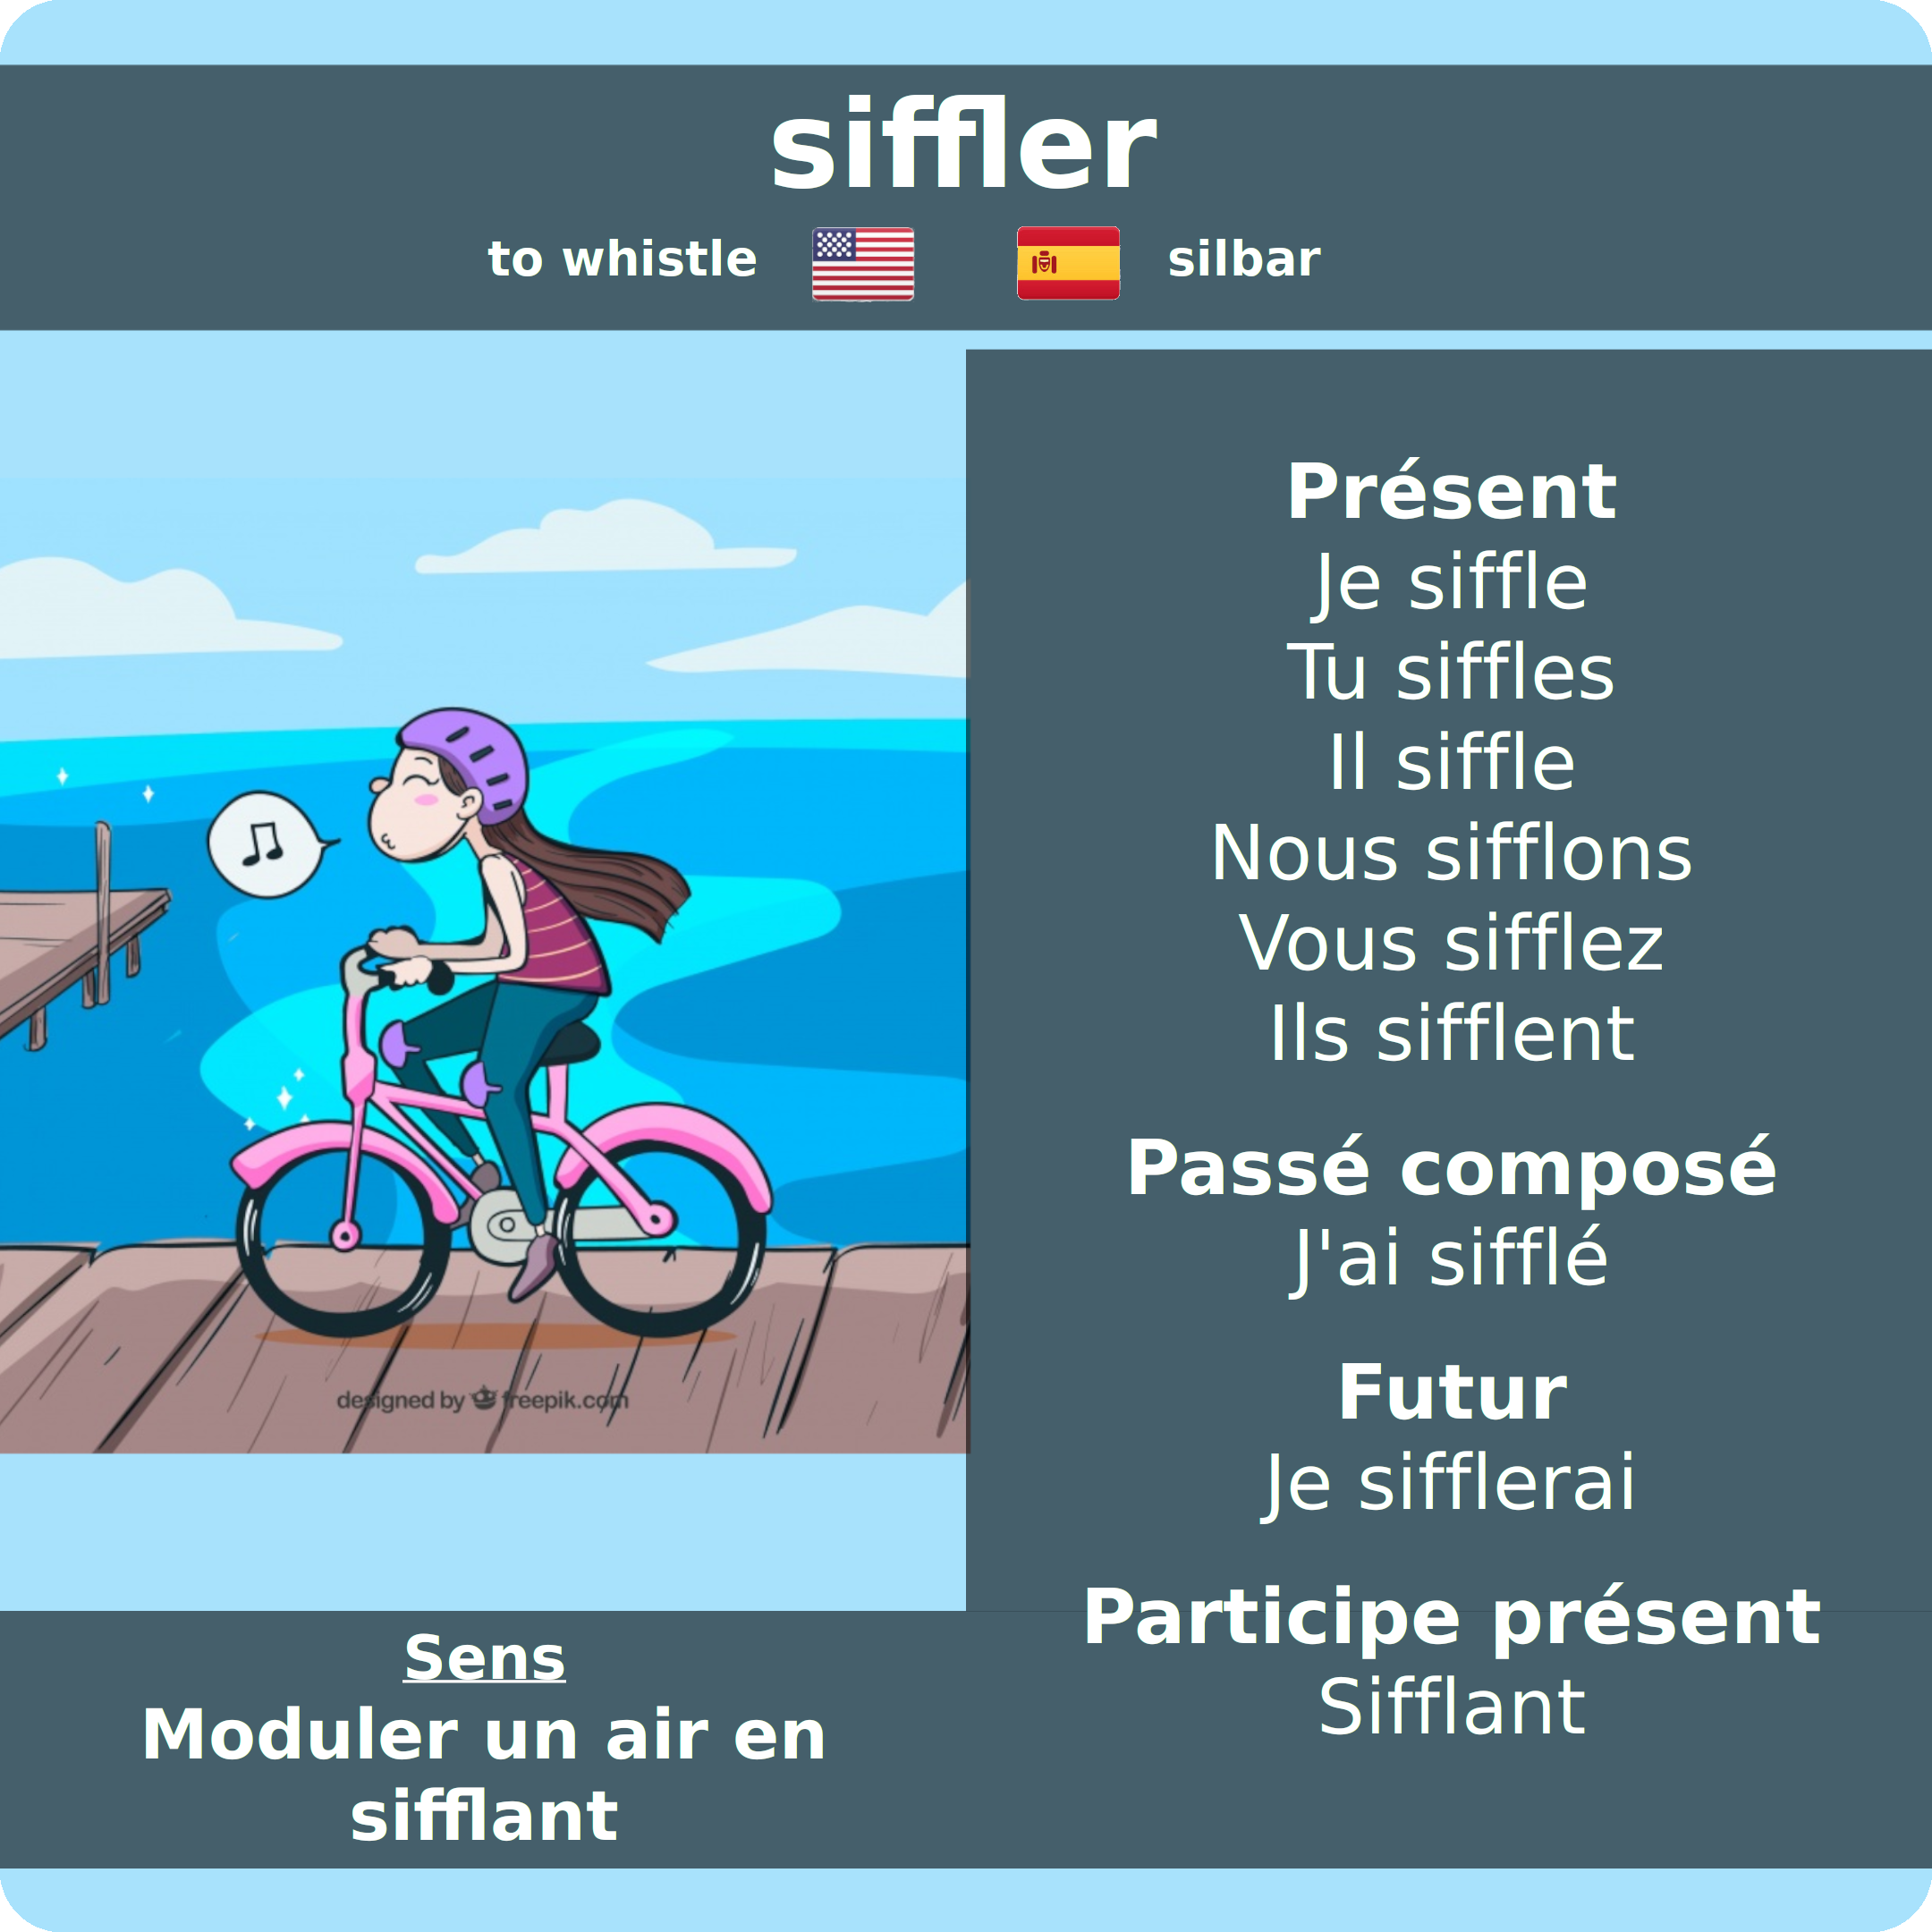 siffler
to whistle silbar
Présent
Je siffle
Tu siffles
Il siffle
Nous sifflons
Vous sifflez
Ils sifflent
Passé composé
J'ai sifflé
Futur
Je sifflerai
Participe présent
Sifflant
designed by freepik.com
Sens
Moduler un air en
sifflant